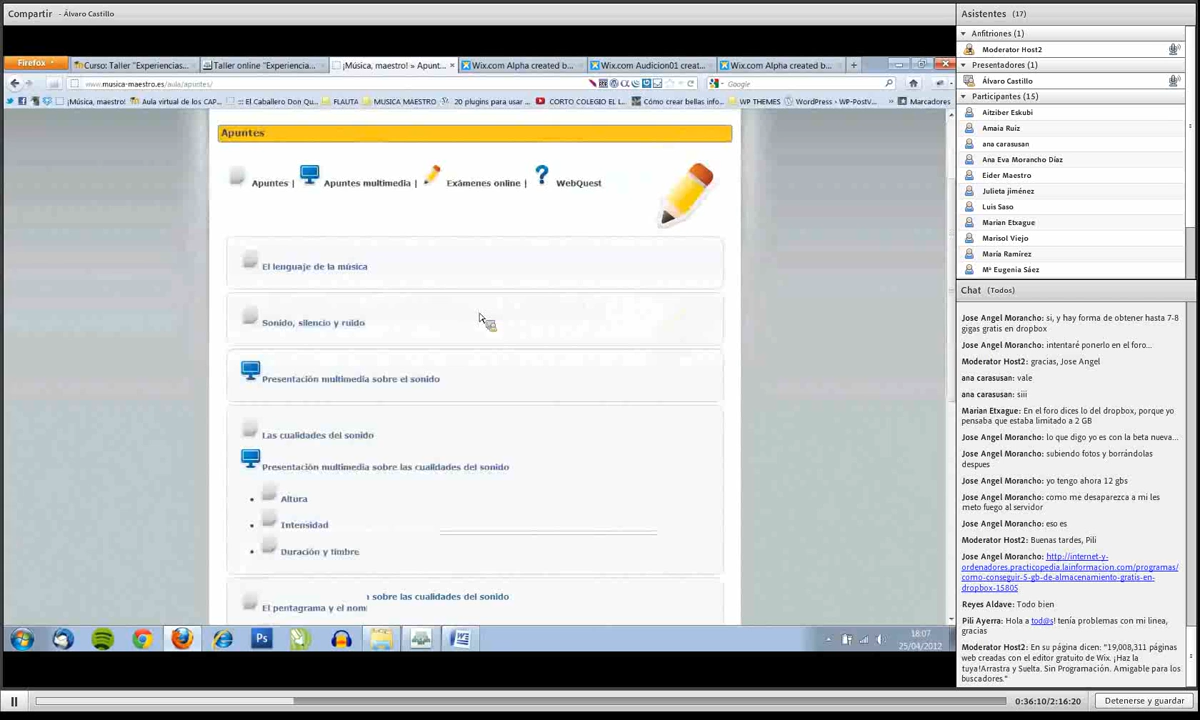 Compartir - Álvaro Castillo
Firefox
Curso: Taller "Experiencias...
Taller online "Experiencia...
¡Música, maestro! » Apunt...
Wix.com Alpha created b...
Wix.com Audicion01 creat...
Wix.com Alpha created b...
www.musica-maestro.es/aula/apuntes/
Google
¡Música, maestro!
Aula virtual de los CAP...
:: El Caballero Don Qu...
FLAUTA
MUSICA MAESTRO
20 plugins para usar ...
CORTO COLEGIO EL L...
Cómo crear bellas info...
WP THEMES
WordPress › WP-PostV...
Marcadores
Apuntes
Apuntes | Apuntes multimedia | Exámenes online | WebQuest
El lenguaje de la música
Sonido, silencio y ruido
Presentación multimedia sobre el sonido
Las cualidades del sonido
Presentación multimedia sobre las cualidades del sonido
Altura
Intensidad
Duración y timbre
sobre las cualidades del sonido
El pentagrama y el nom
18:07
25/04/2012
Asistentes (17)
Anfitriones (1)
Moderator Host2
Presentadores (1)
Álvaro Castillo
Participantes (15)
Aitziber Eskubi
Amaia Ruiz
ana carasusan
Ana Eva Morancho Díaz
Eider Maestro
Julieta jiménez
Luis Saso
Marian Etxague
Marisol Viejo
María Ramírez
Mª Eugenia Sáez
Chat (Todos)
Jose Angel Morancho: si, y hay forma de obtener hasta 7-8
gigas gratis en dropbox
Jose Angel Morancho: intentaré ponerlo en el foro...
Moderator Host2: gracias, Jose Angel
ana carasusan: vale
ana carasusan: siii
Marian Etxague: En el foro dices lo del dropbox, porque yo
pensaba que estaba limitado a 2 GB
Jose Angel Morancho: lo que digo yo es con la beta nueva...
Jose Angel Morancho: subiendo fotos y borrándolas
despues
Jose Angel Morancho: yo tengo ahora 12 gbs
Jose Angel Morancho: como me desaparezca a mi les
meto fuego al servidor
Jose Angel Morancho: eso es
Moderator Host2: Buenas tardes, Pili
Jose Angel Morancho: http://internet-y-
ordenadores.practicopedia.lainformacion.com/programas/
como-conseguir-5-gb-de-almacenamiento-gratis-en-
dropbox-15805
Reyes Aldave: Todo bien
Pili Ayerra: Hola a tod@s! tenía problemas con mi linea,
gracias
Moderator Host2: En su página dicen: "19,008,311 páginas
web creadas con el editor gratuito de Wix. ¡Haz la
tuya!Arrastra y Suelta. Sin Programación. Amigable para los
buscadores."
0:36:10/2:16:20
Detenerse y guardar